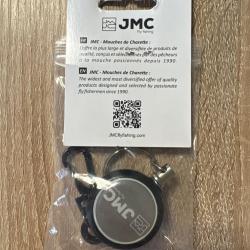 JMC
fly fishing
FR JMC - Mouches de Charette :
L'offre la plus large et diversifiée de produits de
qualité, conçus et sélectionnés par des pêcheurs
à la mouche passionnés depuis 1990.
EN JMC - Mouches de Charette :
The widest and most diversified offer of quality
products designed and selected by passionate
fly fishermen since 1990.
JMCflyfishing.com
JMC